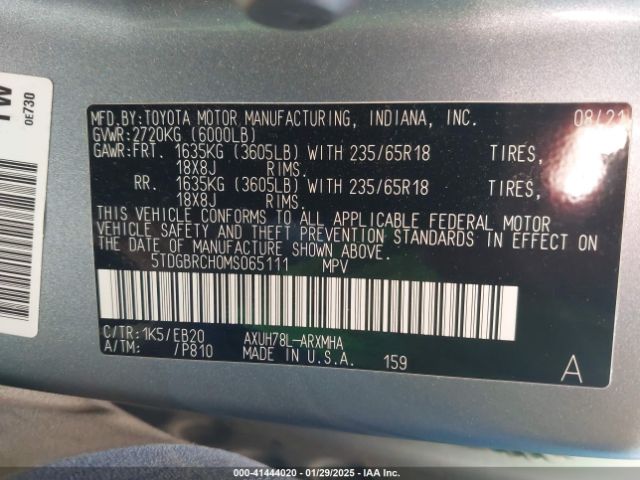 MFD.BY:TOYOTA MOTOR MANUFACTURING, INDIANA, INC. 08/21
GVWR:2720KG (6000LB)
GAWR:FRT. 1635KG (3605LB) WITH 235/65R18 TIRES,
18X8J RIMS.
RR. 1635KG (3605LB) WITH 235/65R18 TIRES,
18X8J RIMS.
THIS VEHICLE CONFORMS TO ALL APPLICABLE FEDERAL MOTOR
VEHICLE SAFETY AND THEFT PREVENTION STANDARDS IN EFFECT ON
THE DATE OF MANUFACTURE SHOWN ABOVE.
5TDGBRCH0MS065111 MPV
C/TR:1K5/EB20 AXUH78L-ARXMHA
A/TM: /P810 MADE IN U.S.A. 159
A
0E730
000-41444020 • 01/29/2025 • IAA Inc.